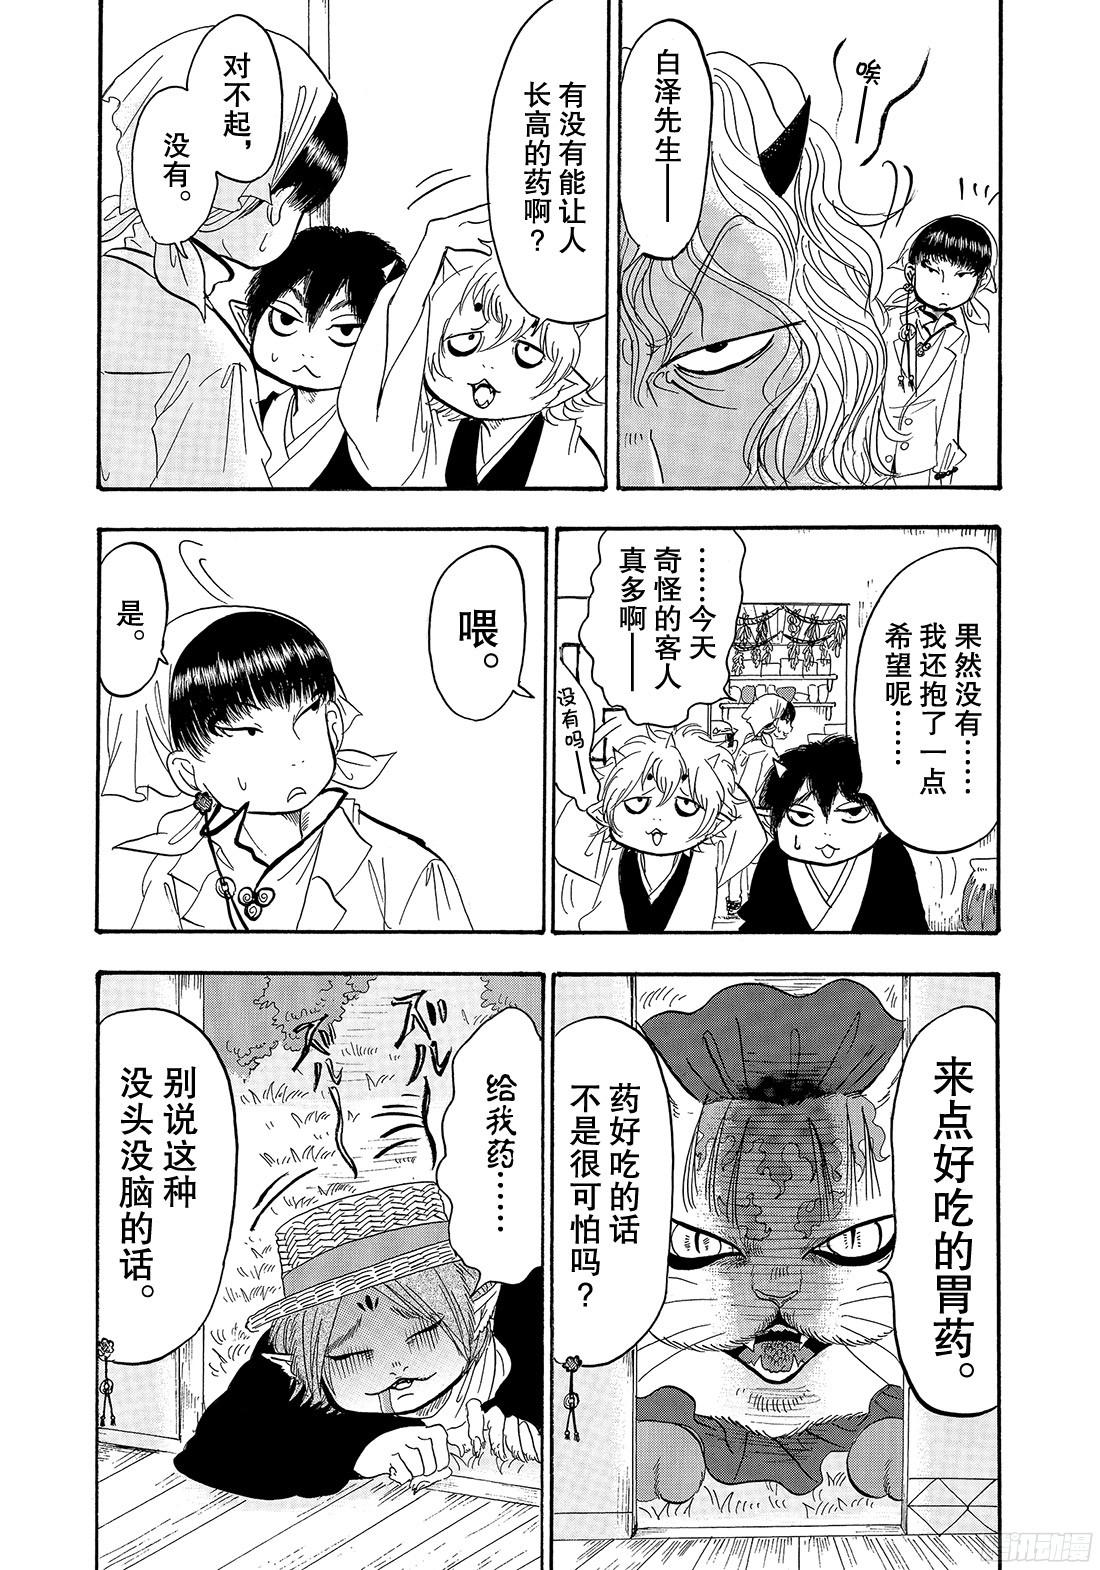 唉——
白泽先生——
有没有能让人
长高的药啊？
对不起，
没有。
果然没有……
我还抱了一点
希望呢……
……今天
奇怪的客人
真多啊——
没有吗——
喂。
是。
来点好吃的胃药。
药好吃的话
不是很可怕吗？
给我药……
ズル
ズル
别说这种
没头没脑的话。